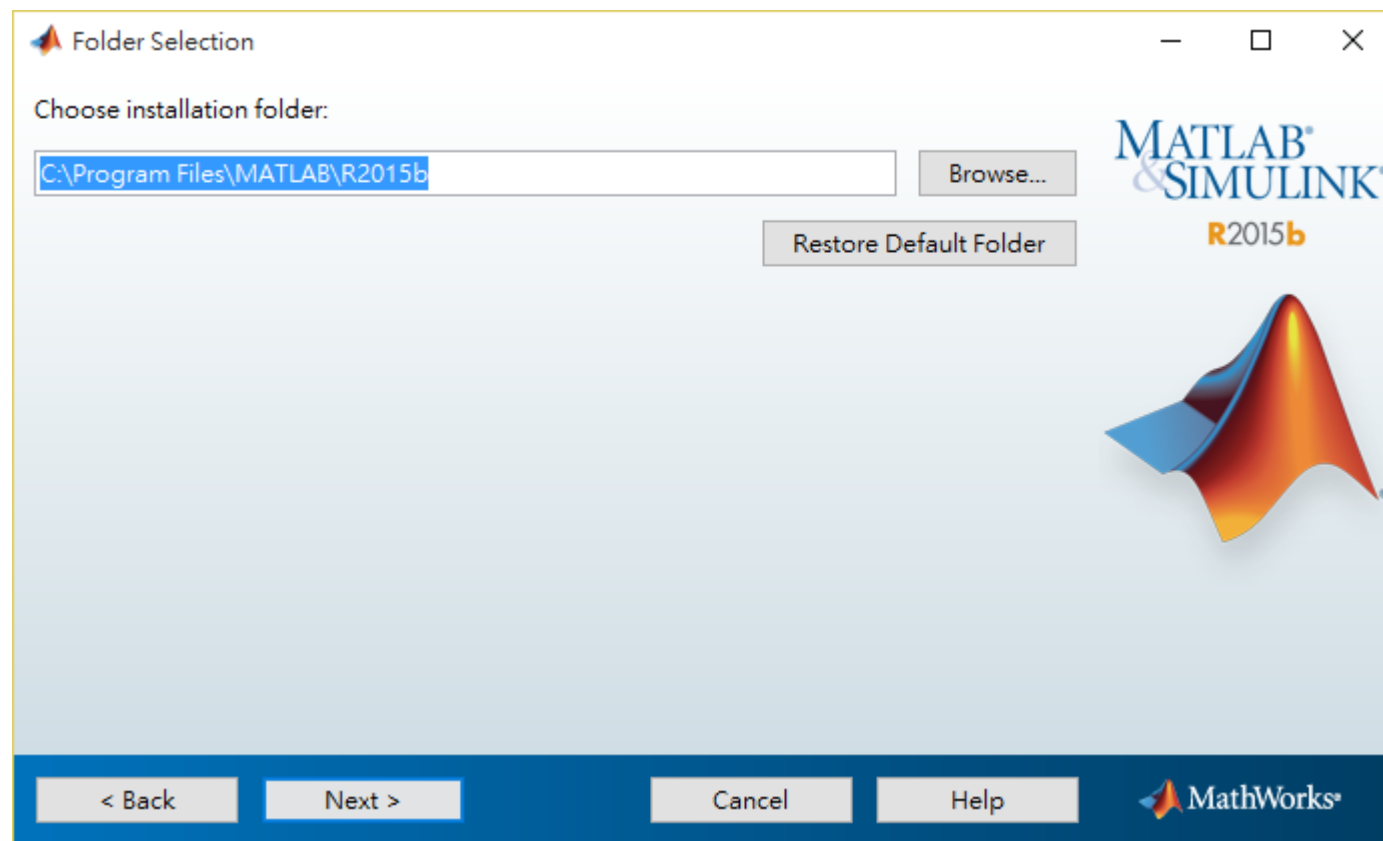 Folder Selection
Choose installation folder:
C:\Program Files\MATLAB\R2015b
Browse...
Restore Default Folder
MATLAB®
&SIMULINK®
R2015b
< Back
Next >
Cancel
Help
MathWorks®